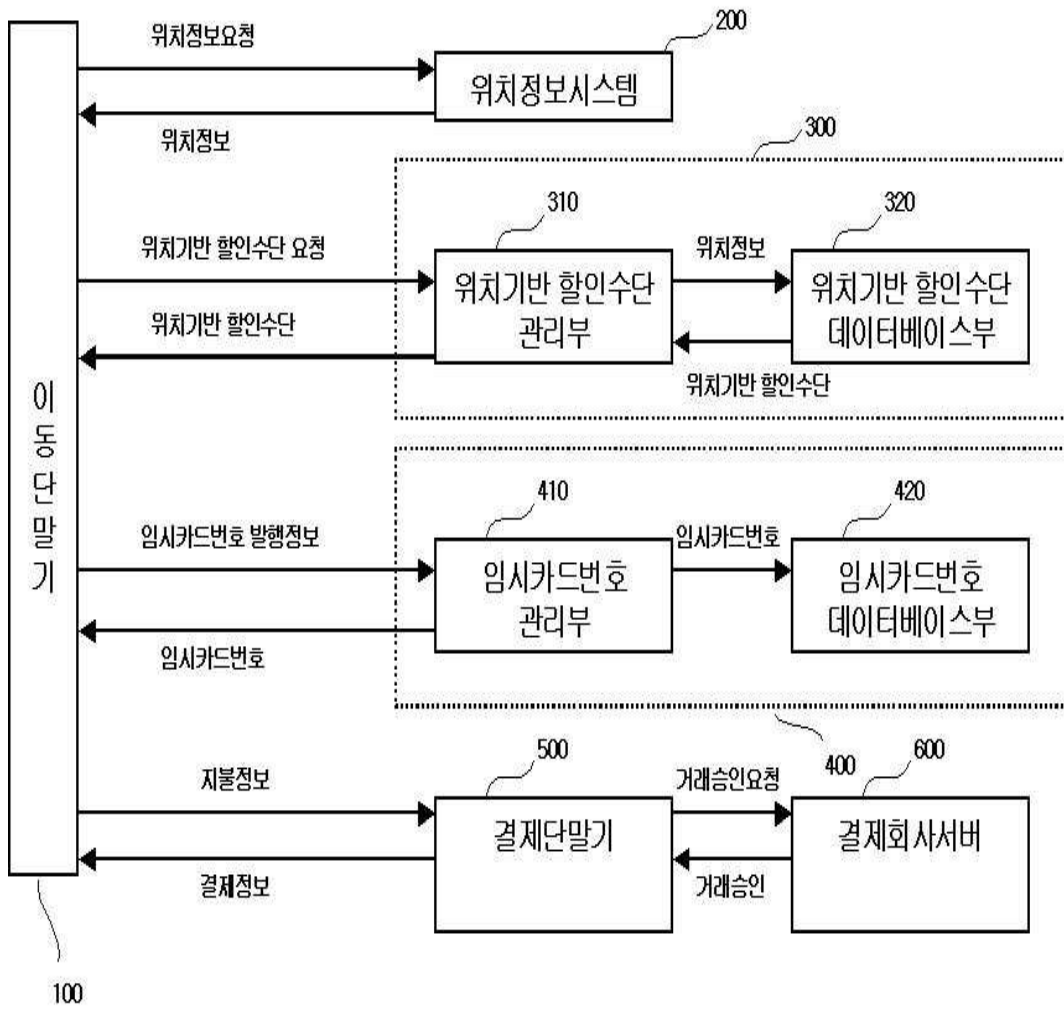 200
위치정보요청
위치정보시스템
위치정보
300
310
320
위치기반 할인수단 요청
위치정보
위치기반 할인수단
관리부
위치기반 할인수단
데이터베이스부
위치기반 할인수단
위치기반 할인수단
이동단말기
410
420
임시카드번호 발행정보
임시카드번호
임시카드번호
관리부
임시카드번호
데이터베이스부
임시카드번호
400
500
600
지불정보
거래승인요청
결제단말기
결제회사서버
결제정보
거래승인
100